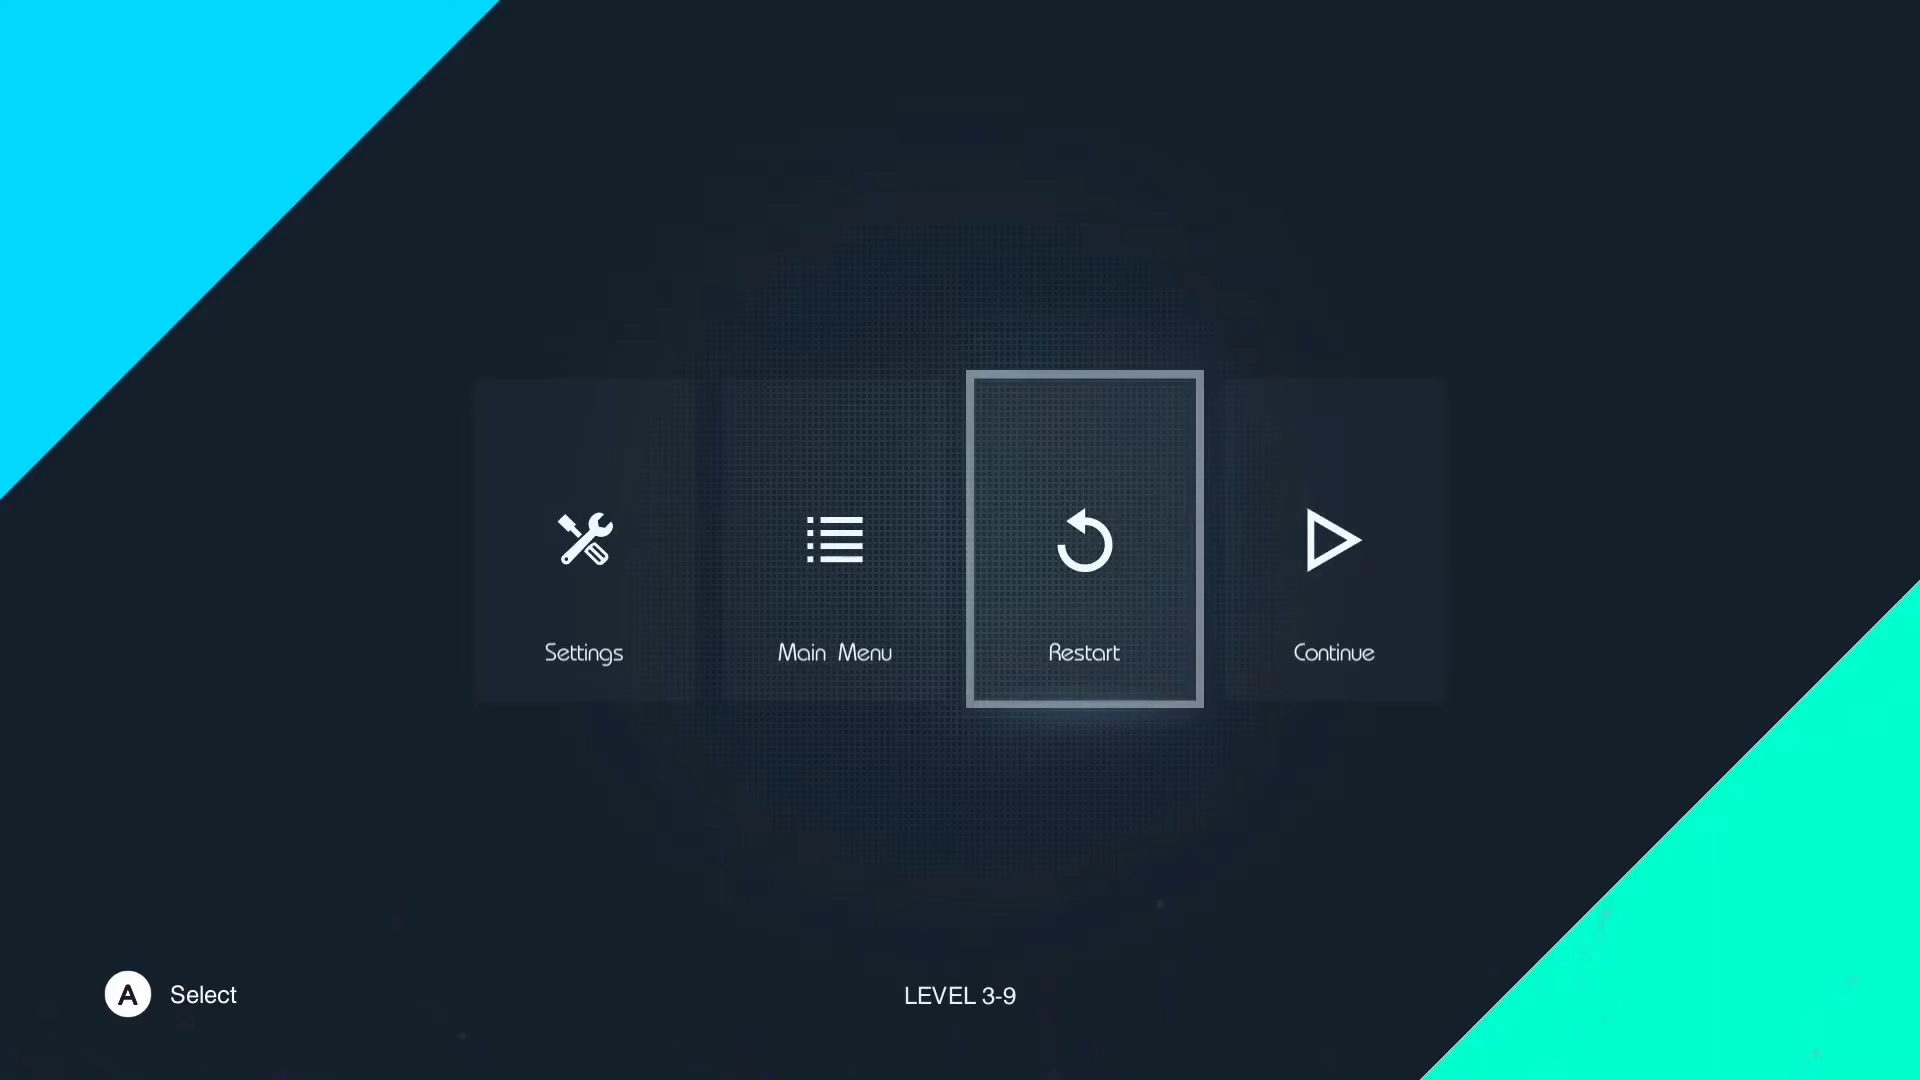 Settings
Main Menu
Restart
Continue
A Select
LEVEL 3-9